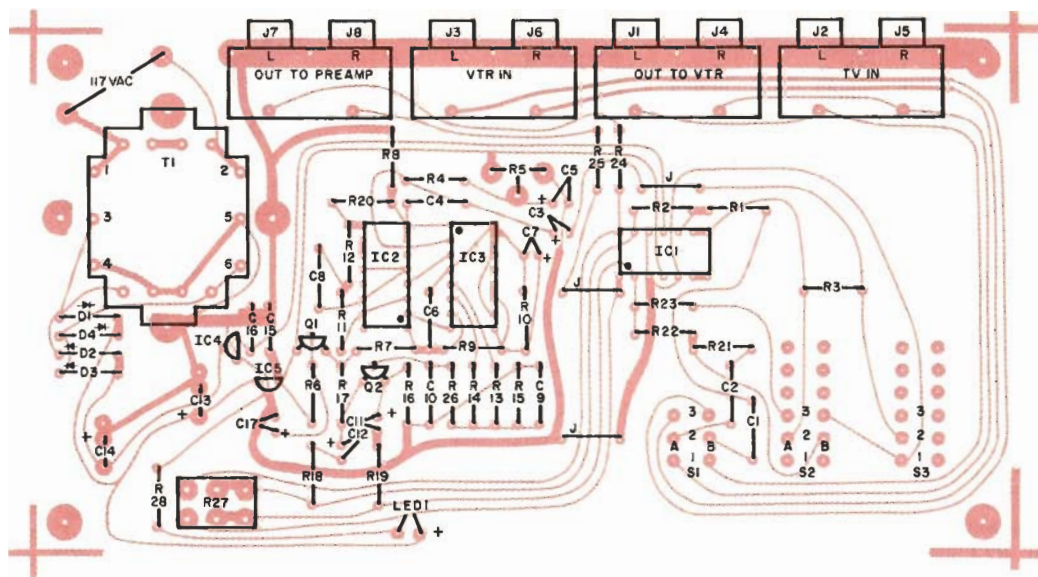 J7 J8 J3 J6 J1 J4 J2 J5
L R L R L R L R
OUT TO PREAMP VTR IN OUT TO VTR TV IN
117 VAC
T1
1 2
3 5
4 6
R8 R4 R5 C5 R25 R24 J
R20 C4 + C3 R2 R1
R12 IC2 IC3 C7 + IC1
+
C8 J R3
C16 C15 R11 C6 R10 R23
D1
D4
D2
D3
IC4 Q1 R7 R9 R22
R21
IC5 R6 R17 Q2 R16 C10 R26 R14 R13 R15 C9 C2 C1
C13 +
C17 + C11 + C12 +
C14 +
J
3 3 3
A 2 B A 2 B 2
1 1 1
S1 S2 S3
R28 R27 R18 R19
LED1
+